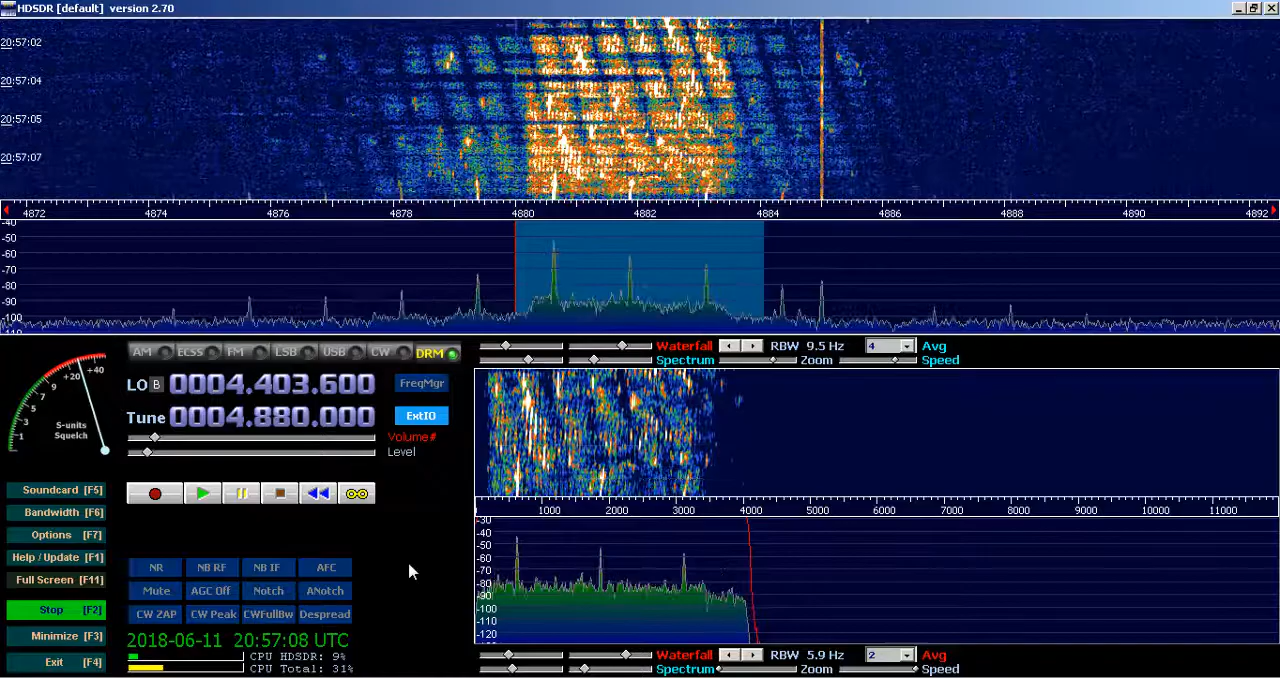 HDSDR [default] version 2.70
20:57:02
20:57:04
20:57:05
20:57:07
4872 4874 4876 4878 4880 4882 4884 4886 4888 4890 4892
-40
-50
-60
-70
-80
-90
-100
-110
AM ECSS FM LSB USB CW DRM
Waterfall RBW 9.5 Hz 4 Avg
Spectrum Zoom Speed
+40
+20
9
7
5
3
1
S-units
Squelch
LO B 0004.403.600 FreqMgr
Tune 0004.880.000 ExtIO
Volume#
Level
Soundcard [F5]
Bandwidth [F6]
Options [F7]
Help / Update [F1]
Full Screen [F11]
Stop [F2]
Minimize [F3]
Exit [F4]
NR NB RF NB IF AFC
Mute AGC Off Notch ANotch
CW ZAP CW Peak CWFullBw Despread
2018-06-11 20:57:08 UTC
CPU HDSDR: 9%
CPU Total: 31%
1000 2000 3000 4000 5000 6000 7000 8000 9000 10000 11000
-30
-40
-50
-60
-70
-80
-90
-100
-110
-120
Waterfall RBW 5.9 Hz 2 Avg
Spectrum Zoom Speed